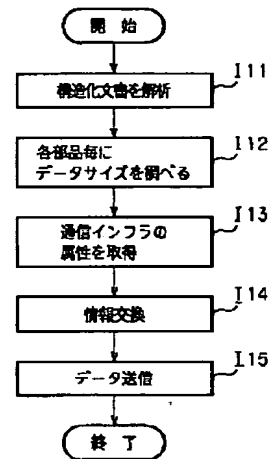 開 始
構造化文書を解析
I11
各部品毎に
データサイズを調べる
I12
通信インフラの
属性を取得
I13
情報交換
I14
データ送信
I15
終 了